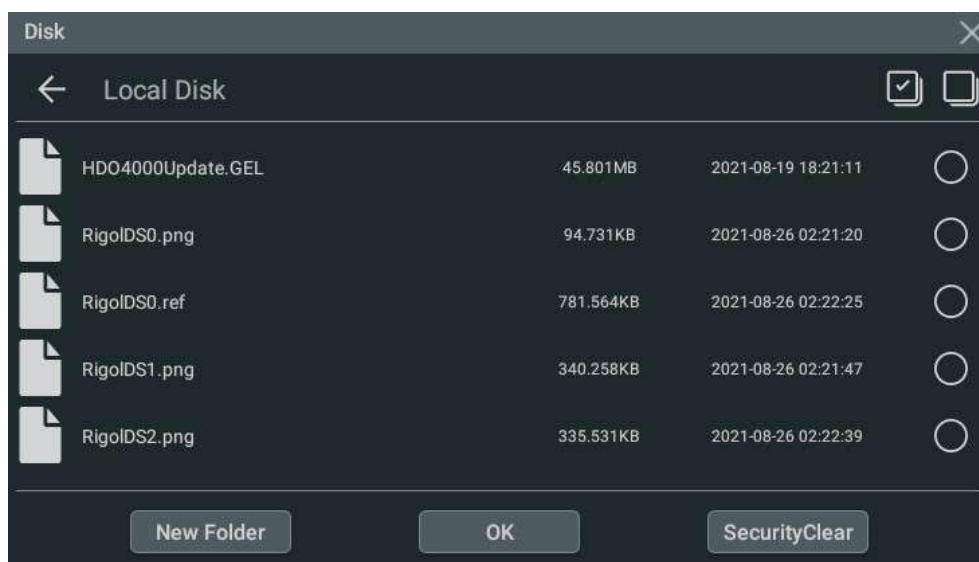 Disk
Local Disk
HDO4000Update.GEL 45.801MB 2021-08-19 18:21:11
RigolDS0.png 94.731KB 2021-08-26 02:21:20
RigolDS0.ref 781.564KB 2021-08-26 02:22:25
RigolDS1.png 340.258KB 2021-08-26 02:21:47
RigolDS2.png 335.531KB 2021-08-26 02:22:39
New Folder OK SecurityClear